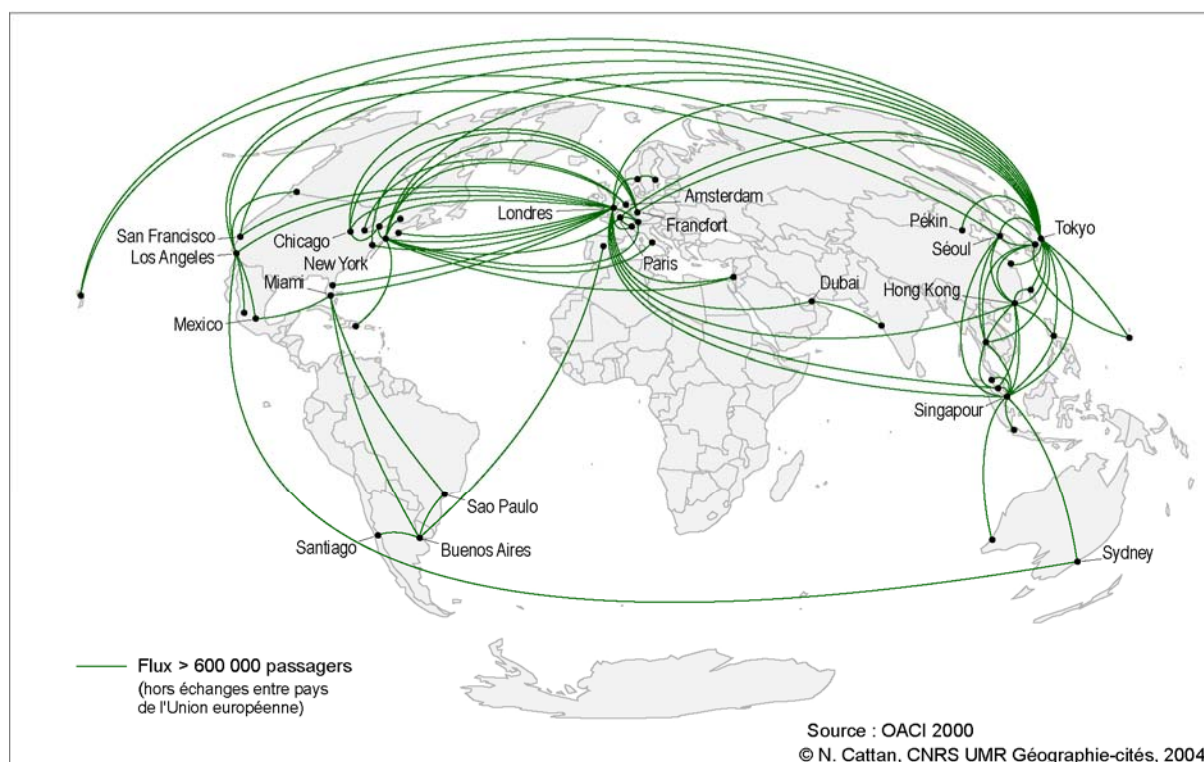 Amsterdam
Londres
Francfort
Pékin
Tokyo
San Francisco
Chicago
Séoul
Los Angeles
New York
Paris
Miami
Dubai
Hong Kong
Mexico
Singapour
Sao Paulo
Santiago
Buenos Aires
Sydney
Flux > 600 000 passagers
(hors échanges entre pays
de l'Union européenne)
Source : OACI 2000
© N. Cattan, CNRS UMR Géographie-cités, 2004